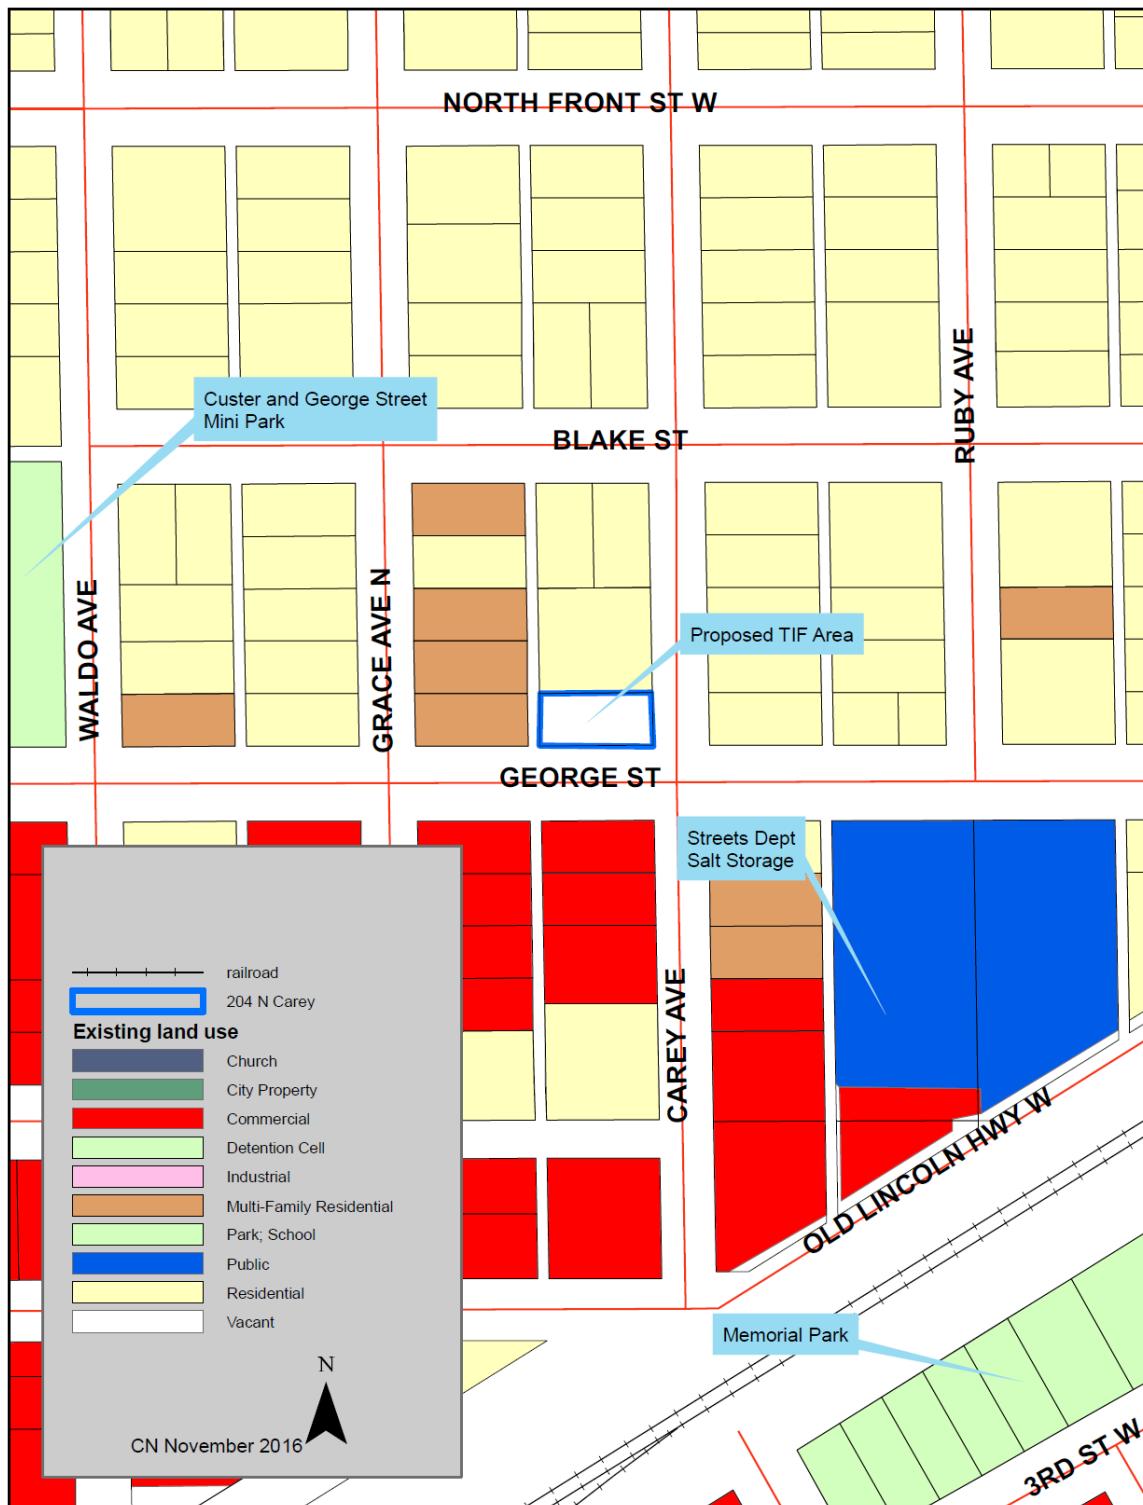 NORTH FRONT ST W
RUBY AVE
Custer and George Street
Mini Park
BLAKE ST
WALDO AVE
GRACE AVE N
Proposed TIF Area
GEORGE ST
Streets Dept
Salt Storage
CAREY AVE
OLD LINCOLN HWY W
railroad
204 N Carey
Existing land use
Church
City Property
Commercial
Detention Cell
Industrial
Multi-Family Residential
Park; School
Public
Residential
Vacant
Memorial Park
N
CN November 2016
3RD ST W